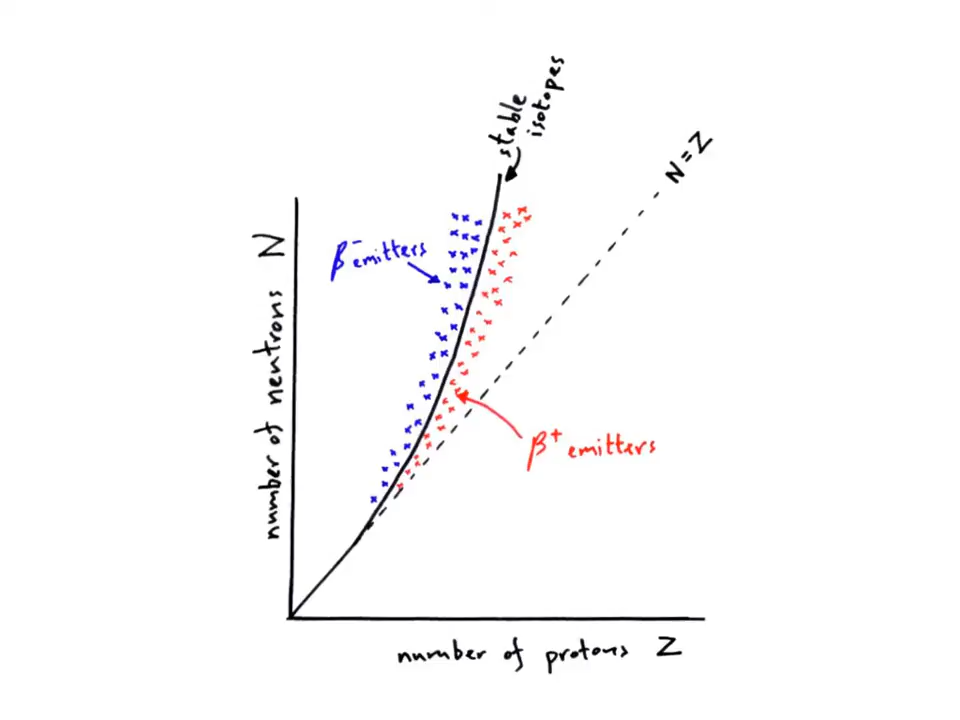 stable
isotopes
N=Z
N
β⁻emitters
number of neutrons
β⁺emitters
number of protons Z